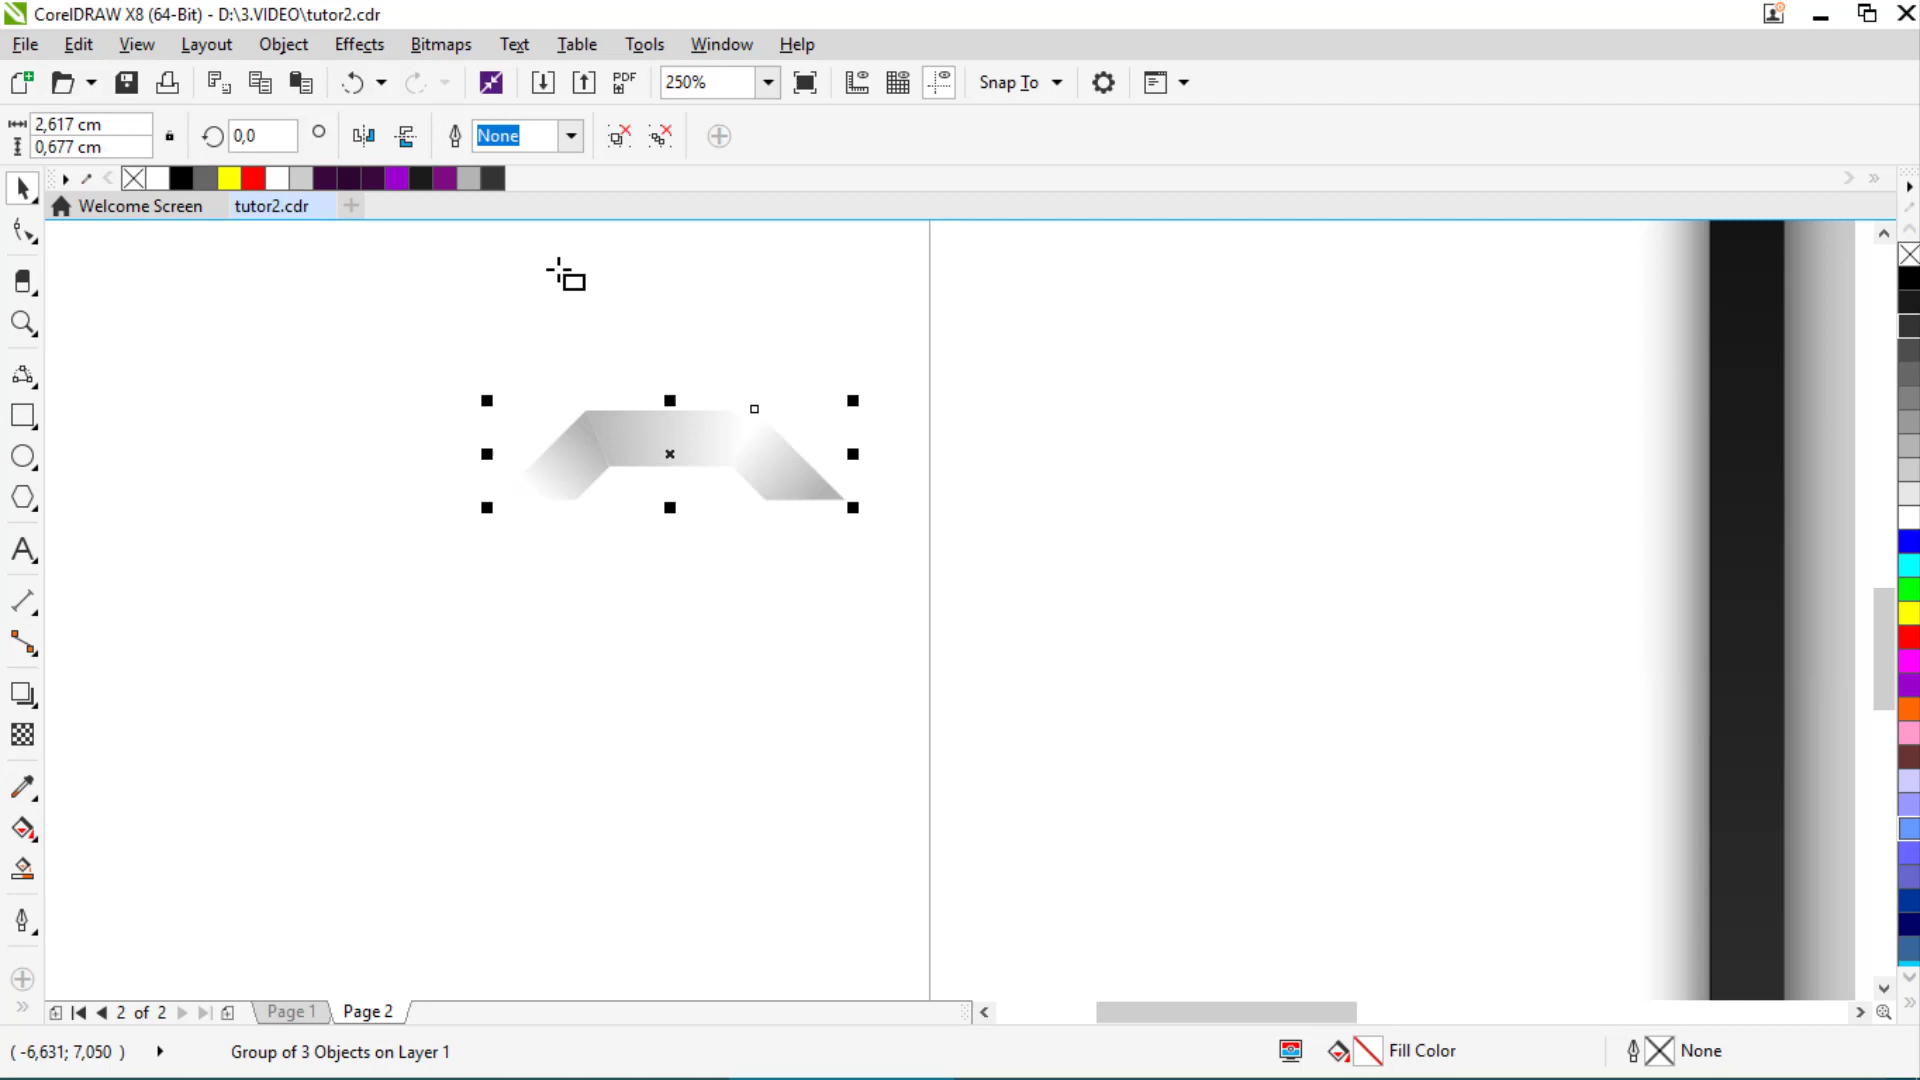 CorelDRAW X8 (64-Bit) - D:\3.VIDEO\tutor2.cdr
File Edit View Layout Object Effects Bitmaps Text Table Tools Window Help
PDF 250% Snap To
2,617 cm
0,677 cm
0,0
None
Welcome Screen tutor2.cdr
2 of 2 Page 1 Page 2
( -6,631; 7,050 ) Group of 3 Objects on Layer 1 Fill Color None